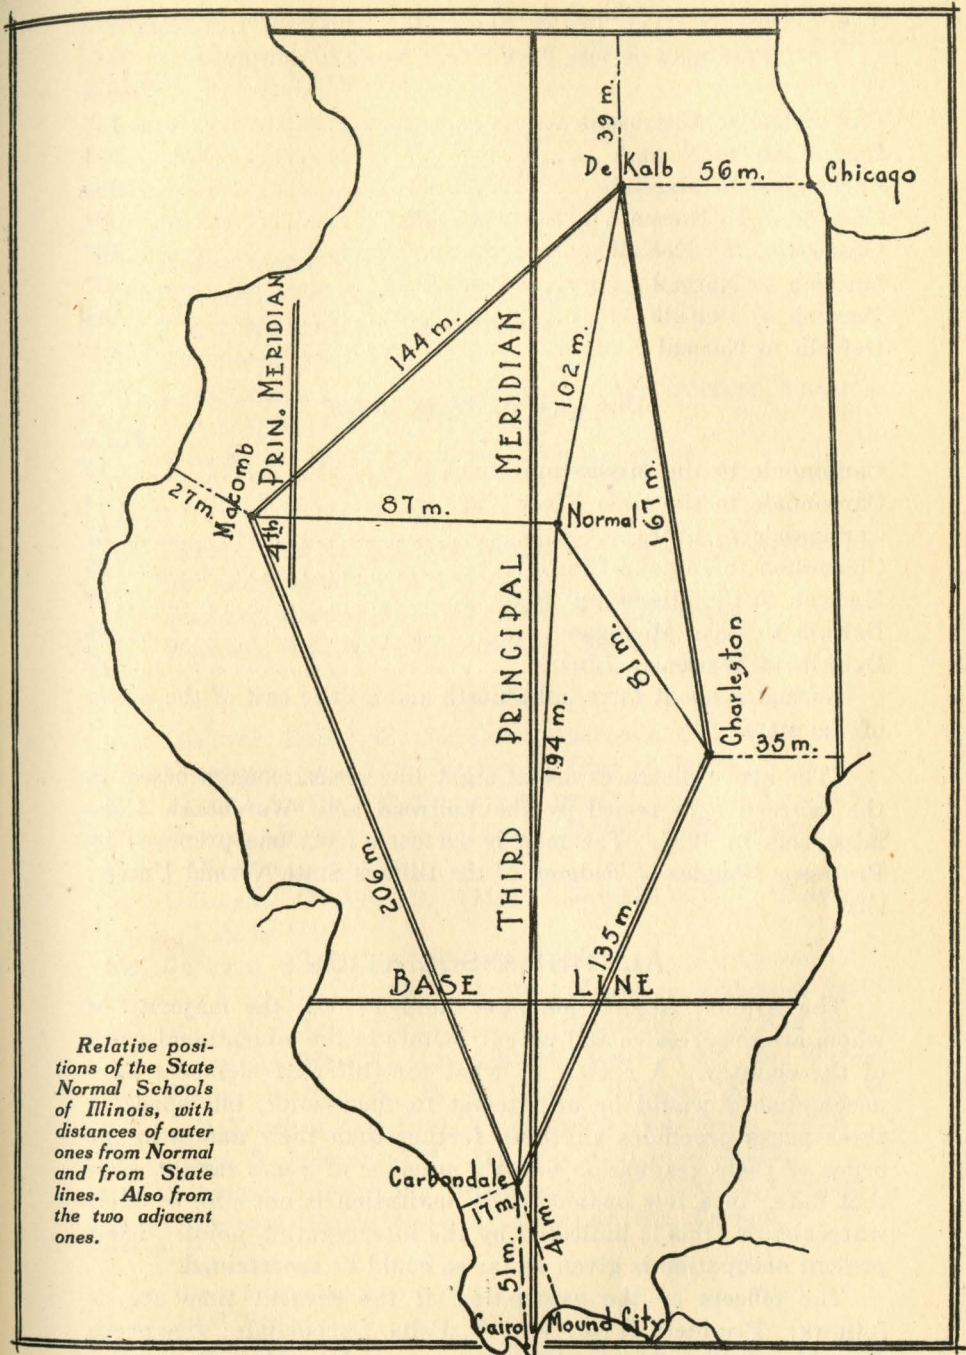 39 m.
De Kalb
56 m.
Chicago
144 m.
102 m.
4th PRIN. MERIDIAN
THIRD PRINCIPAL MERIDIAN
Macomb
27 m.
87 m.
Normal
167 m.
81 m.
Charleston
35 m.
194 m.
206 m.
135 m.
BASE LINE
Relative posi-
tions of the State
Normal Schools
of Illinois, with
distances of outer
ones from Normal
and from State
lines. Also from
the two adjacent
ones.
Carbondale
17 m.
41 m.
51 m.
Cairo
Mound City